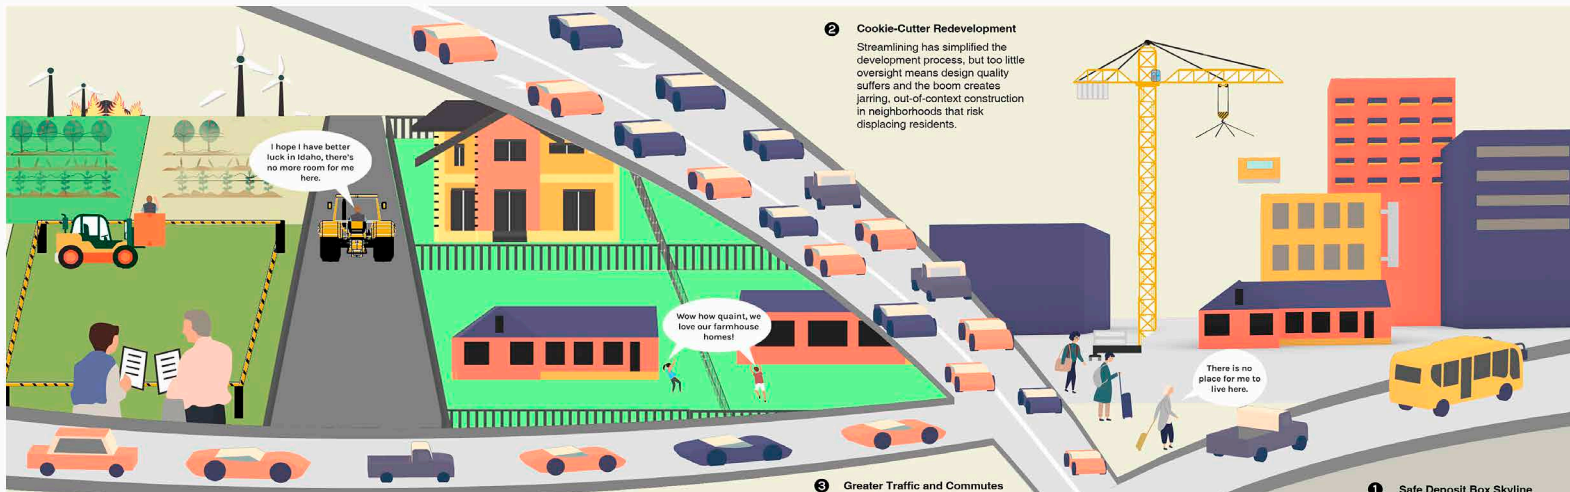 2 Cookie-Cutter Redevelopment
Streamlining has simplified the
development process, but too little
oversight means design quality
suffers and the boom creates
jarring, out-of-context construction
in neighborhoods that risk
displacing residents.
I hope I have better
luck in Idaho, there's
no more room for me
here.
Wow how quaint, we
love our farmhouse
homes!
There is no
place for me to
live here.
3 Greater Traffic and Commutes
1 Safe Deposit Box Skyline